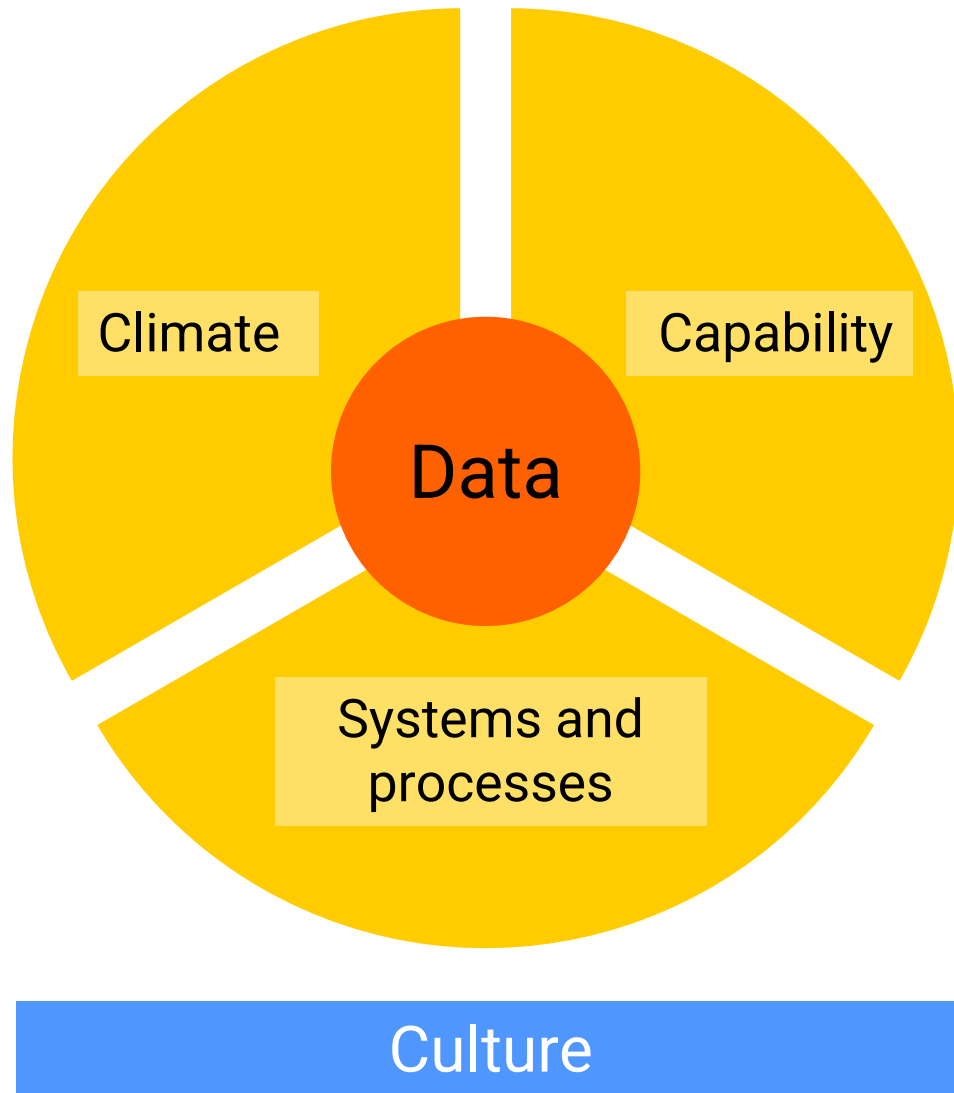 Climate
Capability
Data
Systems and
processes
Culture